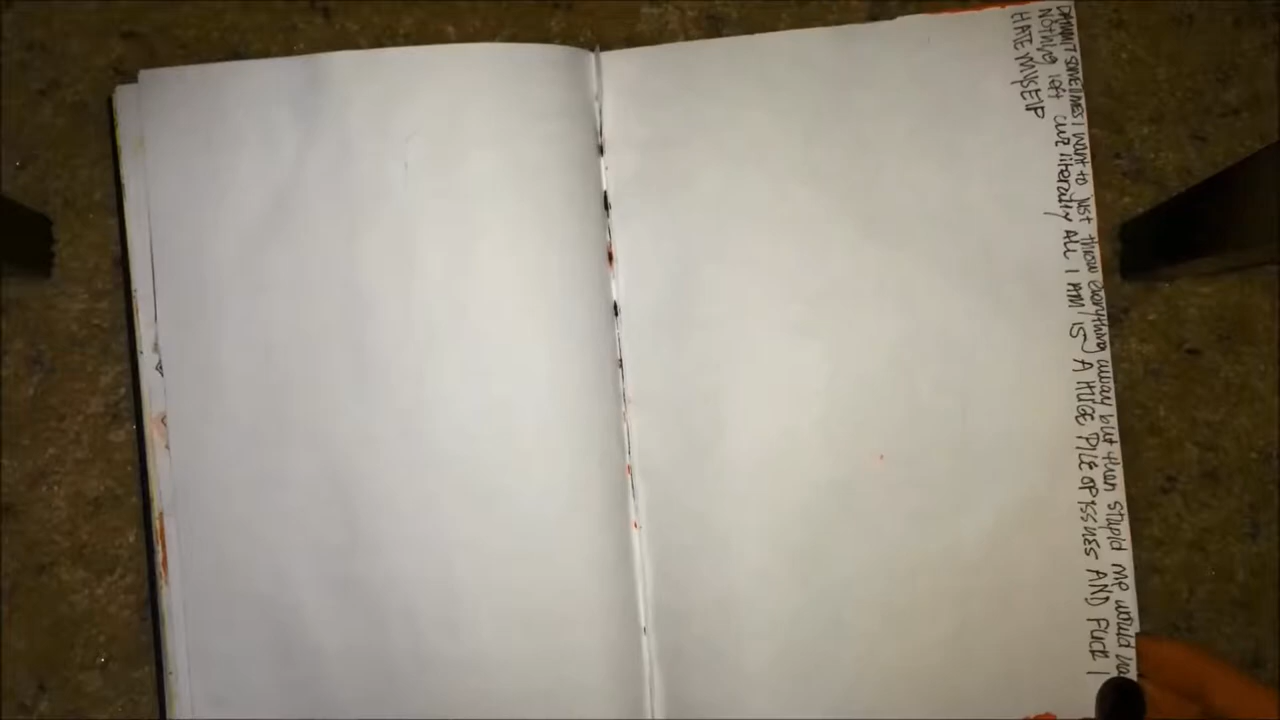 DAMMIT SOMETIMES I want to just throw everything away but then stupid me would ha
Nothing left cuz literally ALL I AM IS A HUGE PILE OF ISSUES AND FUCK I
HATE MYSELF